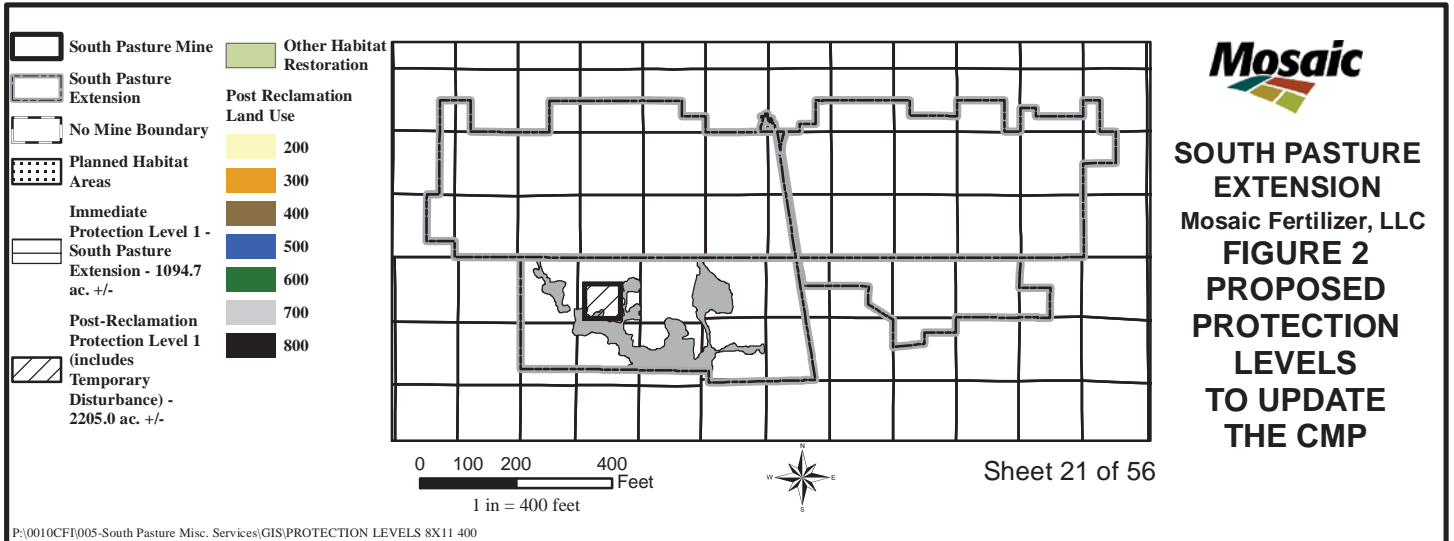 South Pasture Mine
South Pasture
Extension
No Mine Boundary
Planned Habitat
Areas
Immediate
Protection Level 1 -
South Pasture
Extension - 1094.7
ac. +/-
Post-Reclamation
Protection Level 1
(includes
Temporary
Disturbance) -
2205.0 ac. +/-
Other Habitat
Restoration
Post Reclamation
Land Use
200
300
400
500
600
700
800
0 100 200 400
Feet
1 in = 400 feet
N
W E
S
Sheet 21 of 56
Mosaic
SOUTH PASTURE
EXTENSION
Mosaic Fertilizer, LLC
FIGURE 2
PROPOSED
PROTECTION
LEVELS
TO UPDATE
THE CMP
P:\0010CFI\005-South Pasture Misc. Services\GIS\PROTECTION LEVELS 8X11 400